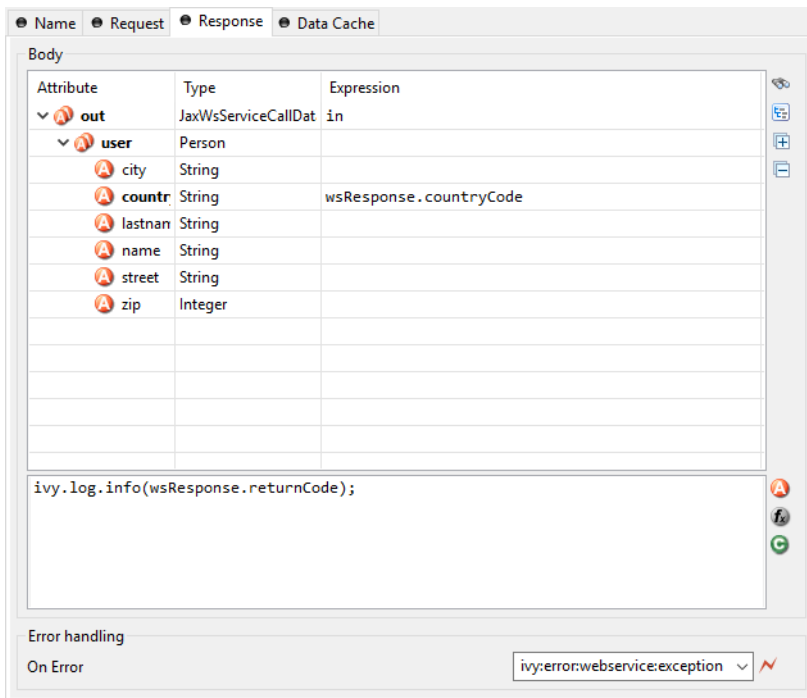 Name Request Response Data Cache
Body
Attribute Type Expression
out JaxWsServiceCallDat in
user Person
city String
countr String wsResponse.countryCode
lastnam String
name String
street String
zip Integer
ivy.log.info(wsResponse.returnCode);
Error handling
On Error ivy:error:webservice:exception